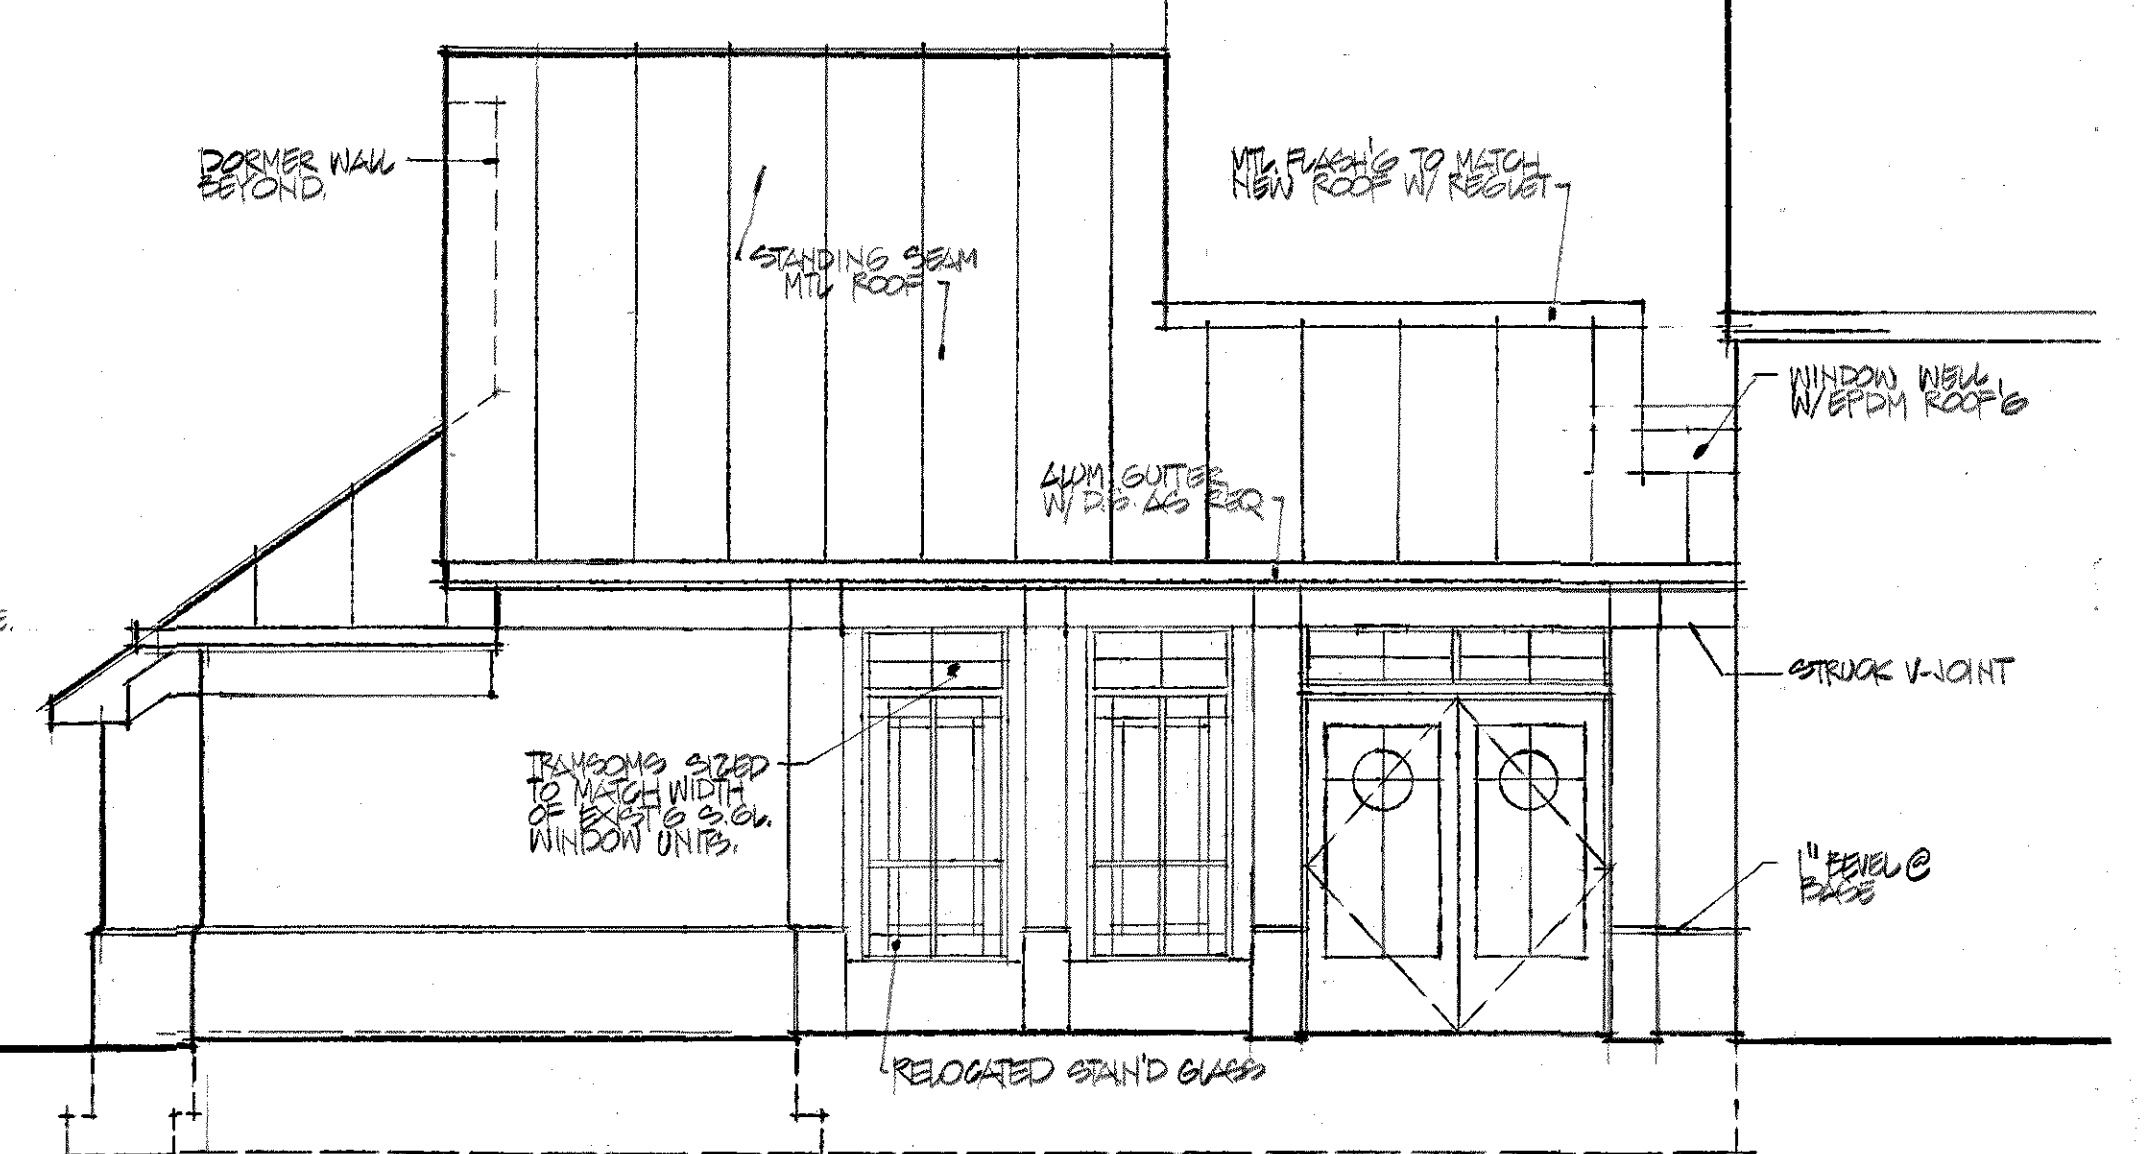 DORMER WALL
BEYOND.
MTL. FLASH'G TO MATCH
NEW ROOF W/ REGLET
STANDING SEAM
MTL ROOF
WINDOW WELL
W/ EPDM ROOF'G
ALUM. GUTTER
W/ D.S. AS REQ
E.
STRUCK V-JOINT
TRANSOMS SIZED
TO MATCH WIDTH
OF EXIST'G S.GL.
WINDOW UNITS.
1" BEVEL @
BASE
RELOCATED STAIN'D GLASS